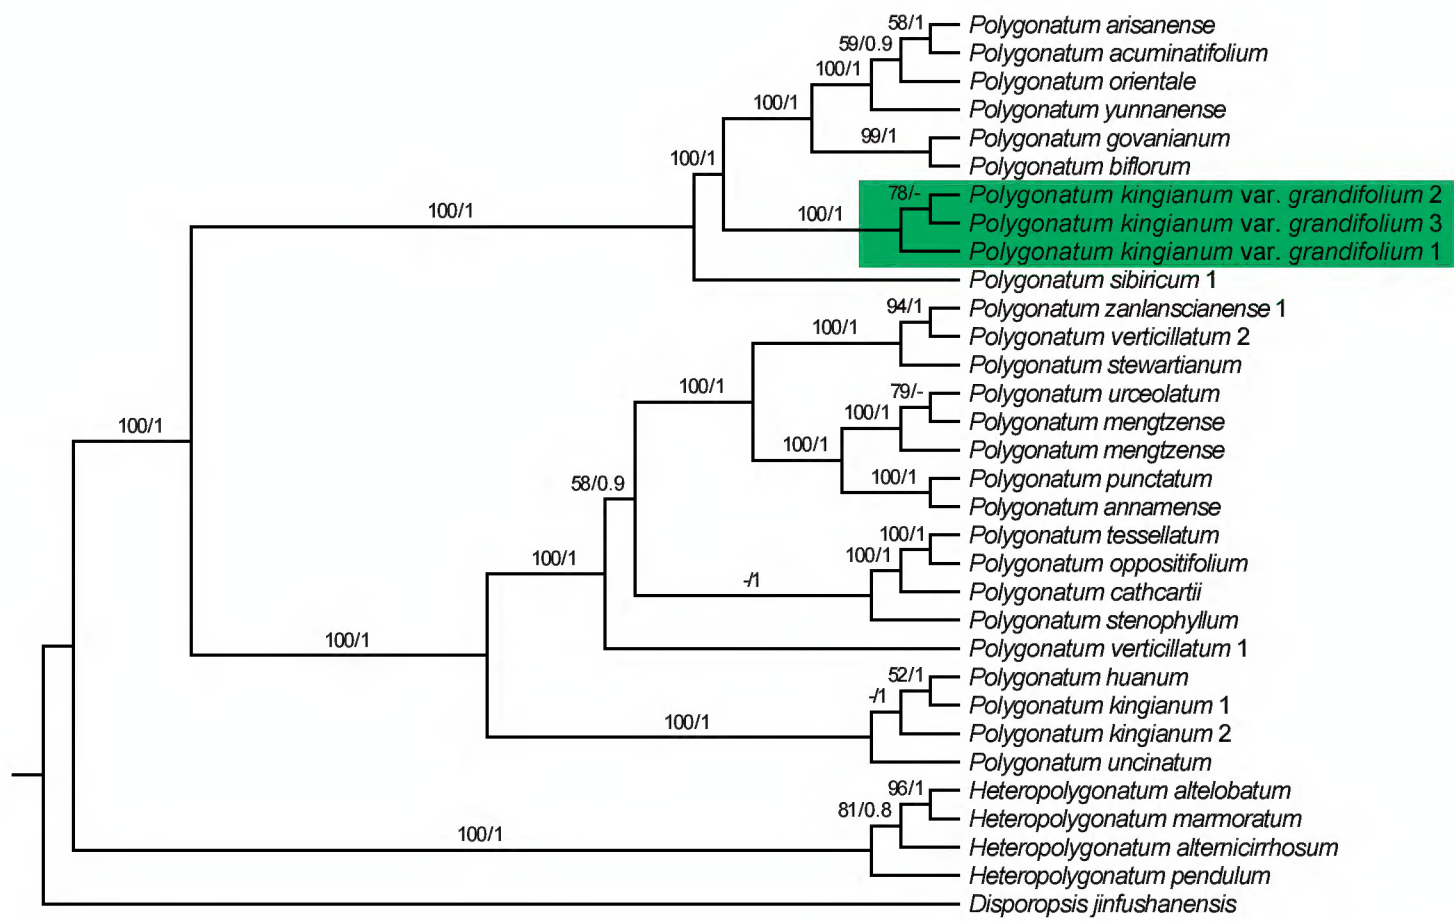 58/1
Polygonatum arisanense
59/0.9
Polygonatum acuminatifolium
100/1
Polygonatum orientale
100/1
Polygonatum yunnanense
99/1
Polygonatum govanianum
100/1
Polygonatum biflorum
78/-
Polygonatum kingianum var. grandifolium 2
100/1
100/1
Polygonatum kingianum var. grandifolium 3
Polygonatum kingianum var. grandifolium 1
Polygonatum sibiricum 1
94/1
Polygonatum zanlanscianense 1
100/1
Polygonatum verticillatum 2
Polygonatum stewartianum
100/1
79/-
Polygonatum urceolatum
100/1
Polygonatum mengtzense
100/1
100/1
Polygonatum mengtzense
100/1
Polygonatum punctatum
58/0.9
Polygonatum annamense
100/1
Polygonatum tessellatum
100/1
100/1
Polygonatum oppositifolium
-/1
Polygonatum cathcartii
Polygonatum stenophyllum
100/1
Polygonatum verticillatum 1
52/1
Polygonatum huanum
-/1
Polygonatum kingianum 1
100/1
Polygonatum kingianum 2
Polygonatum uncinatum
96/1
Heteropolygonatum altelobatum
81/0.8
Heteropolygonatum marmoratum
100/1
Heteropolygonatum alternicirrhosum
Heteropolygonatum pendulum
Disporopsis jinfushanensis